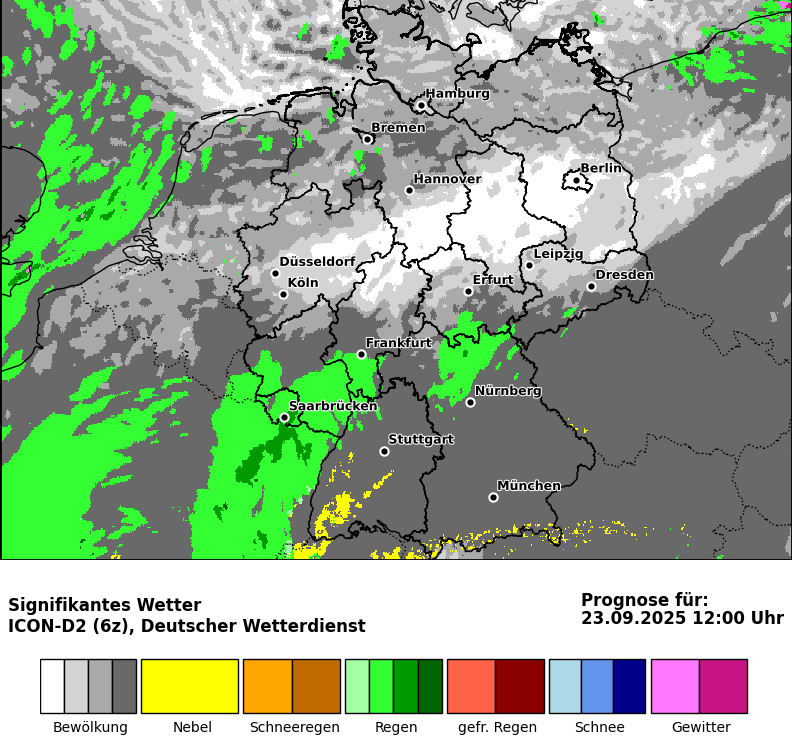 Hamburg
Bremen
Berlin
Hannover
Leipzig
Düsseldorf
Dresden
Erfurt
Köln
Frankfurt
Nürnberg
Saarbrücken
Stuttgart
München
Signifikantes Wetter
ICON-D2 (6z), Deutscher Wetterdienst
Prognose für:
23.09.2025 12:00 Uhr
Bewölkung Nebel Schneeregen Regen gefr. Regen Schnee Gewitter